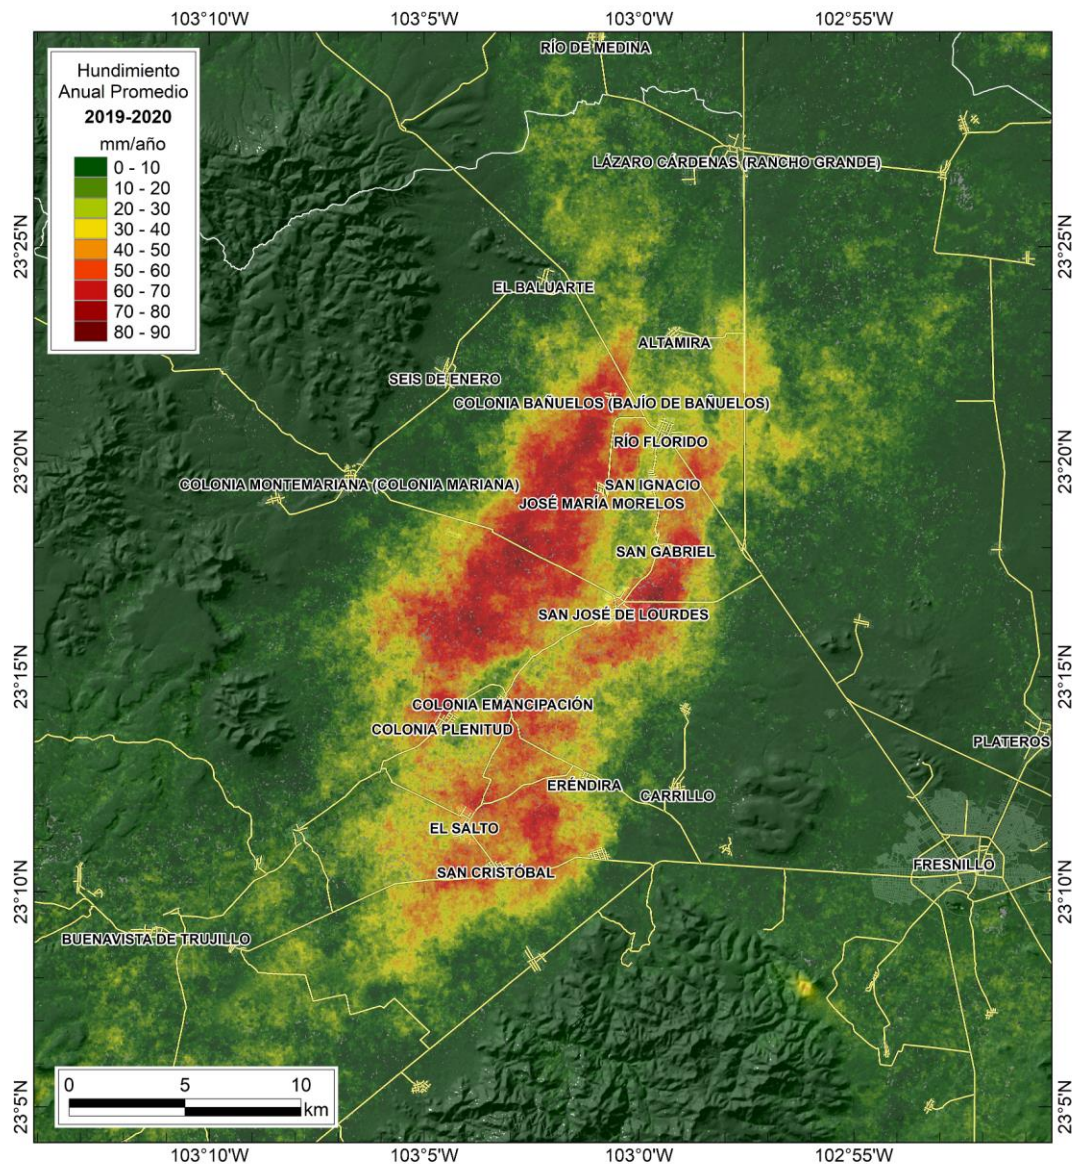 103°10'W 103°5'W 103°0'W 102°55'W
Hundimiento
Anual Promedio
2019-2020
mm/año
0 - 10
10 - 20
20 - 30
30 - 40
40 - 50
50 - 60
60 - 70
70 - 80
80 - 90
RÍO DE MEDINA
LÁZARO CÁRDENAS (RANCHO GRANDE)
23°25'N 23°25'N
EL BALUARTE
ALTAMIRA
SEIS DE ENERO
COLONIA BAÑUELOS (BAJÍO DE BAÑUELOS)
RÍO FLORIDO
23°20'N 23°20'N
COLONIA MONTEMARIANA (COLONIA MARIANA)
SAN IGNACIO
JOSÉ MARÍA MORELOS
SAN GABRIEL
SAN JOSÉ DE LOURDES
23°15'N 23°15'N
COLONIA EMANCIPACIÓN
COLONIA PLENITUD
PLATEROS
ERÉNDIRA
CARRILLO
EL SALTO
FRESNILLO
SAN CRISTÓBAL
23°10'N 23°10'N
BUENAVISTA DE TRUJILLO
0 5 10
km
23°5'N 23°5'N
103°10'W 103°5'W 103°0'W 102°55'W